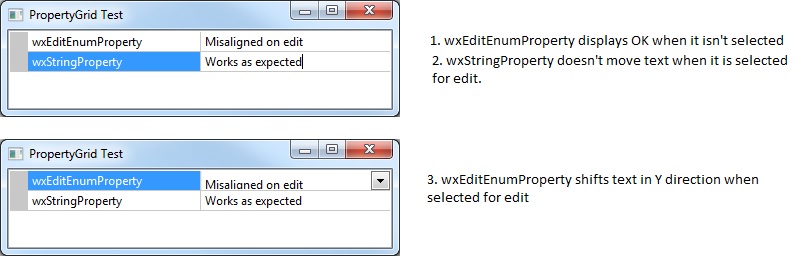 PropertyGrid Test
wxEditEnumProperty Misaligned on edit
wxStringProperty Works as expected
1. wxEditEnumProperty displays OK when it isn't selected
2. wxStringProperty doesn't move text when it is selected
for edit.
PropertyGrid Test
wxEditEnumProperty Misaligned on edit
wxStringProperty Works as expected
3. wxEditEnumProperty shifts text in Y direction when
selected for edit